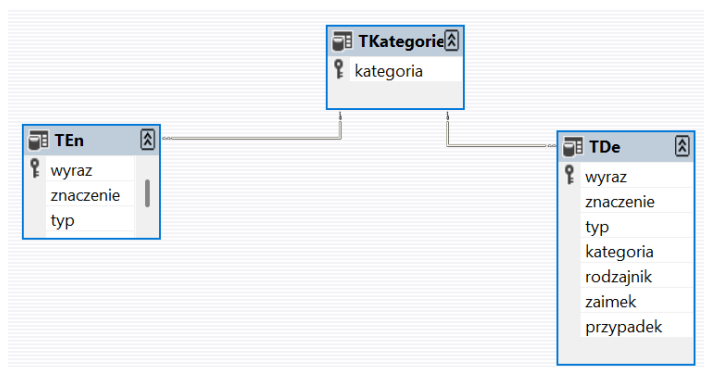 TKategorie
kategoria
TEn
wyraz
znaczenie
typ
TDe
wyraz
znaczenie
typ
kategoria
rodzajnik
zaimek
przypadek